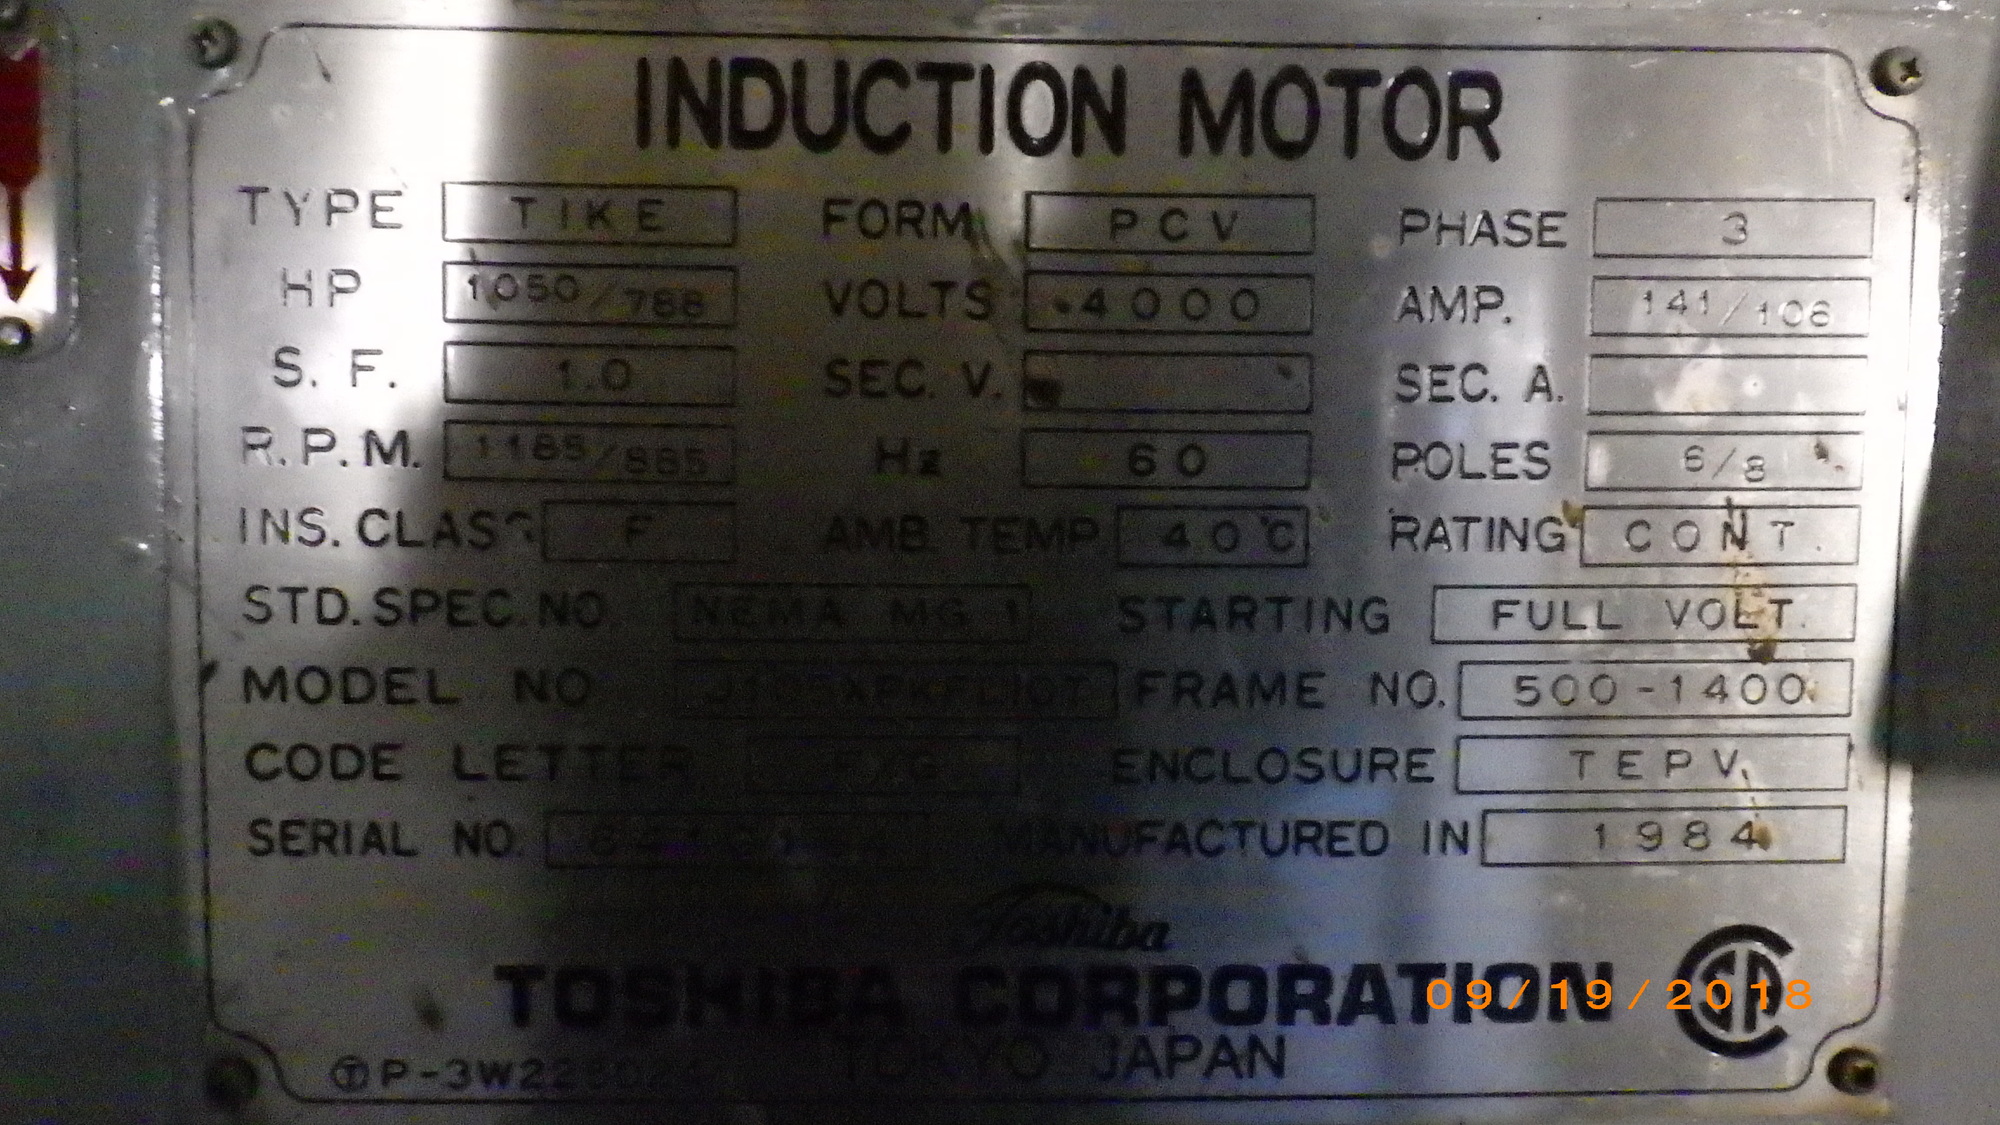 INDUCTION MOTOR
TYPE TIKE FORM PCV PHASE 3
HP 1050/788 VOLTS 4000 AMP. 141/106
S. F. 1.0 SEC. V. SEC. A.
R.P.M. 1185/885 Hz 60 POLES 6/8
INS. CLASS F AMB. TEMP 40°C RATING CONT.
STD. SPEC. NO. NEMA MG 1 STARTING FULL VOLT.
MODEL NO FRAME NO. 500-1400
CODE LETTER ENCLOSURE TEPV
SERIAL NO. MANUFACTURED IN 1984
Toshiba
TOSHIBA CORPORATION
09/19/2018
TOKYO JAPAN